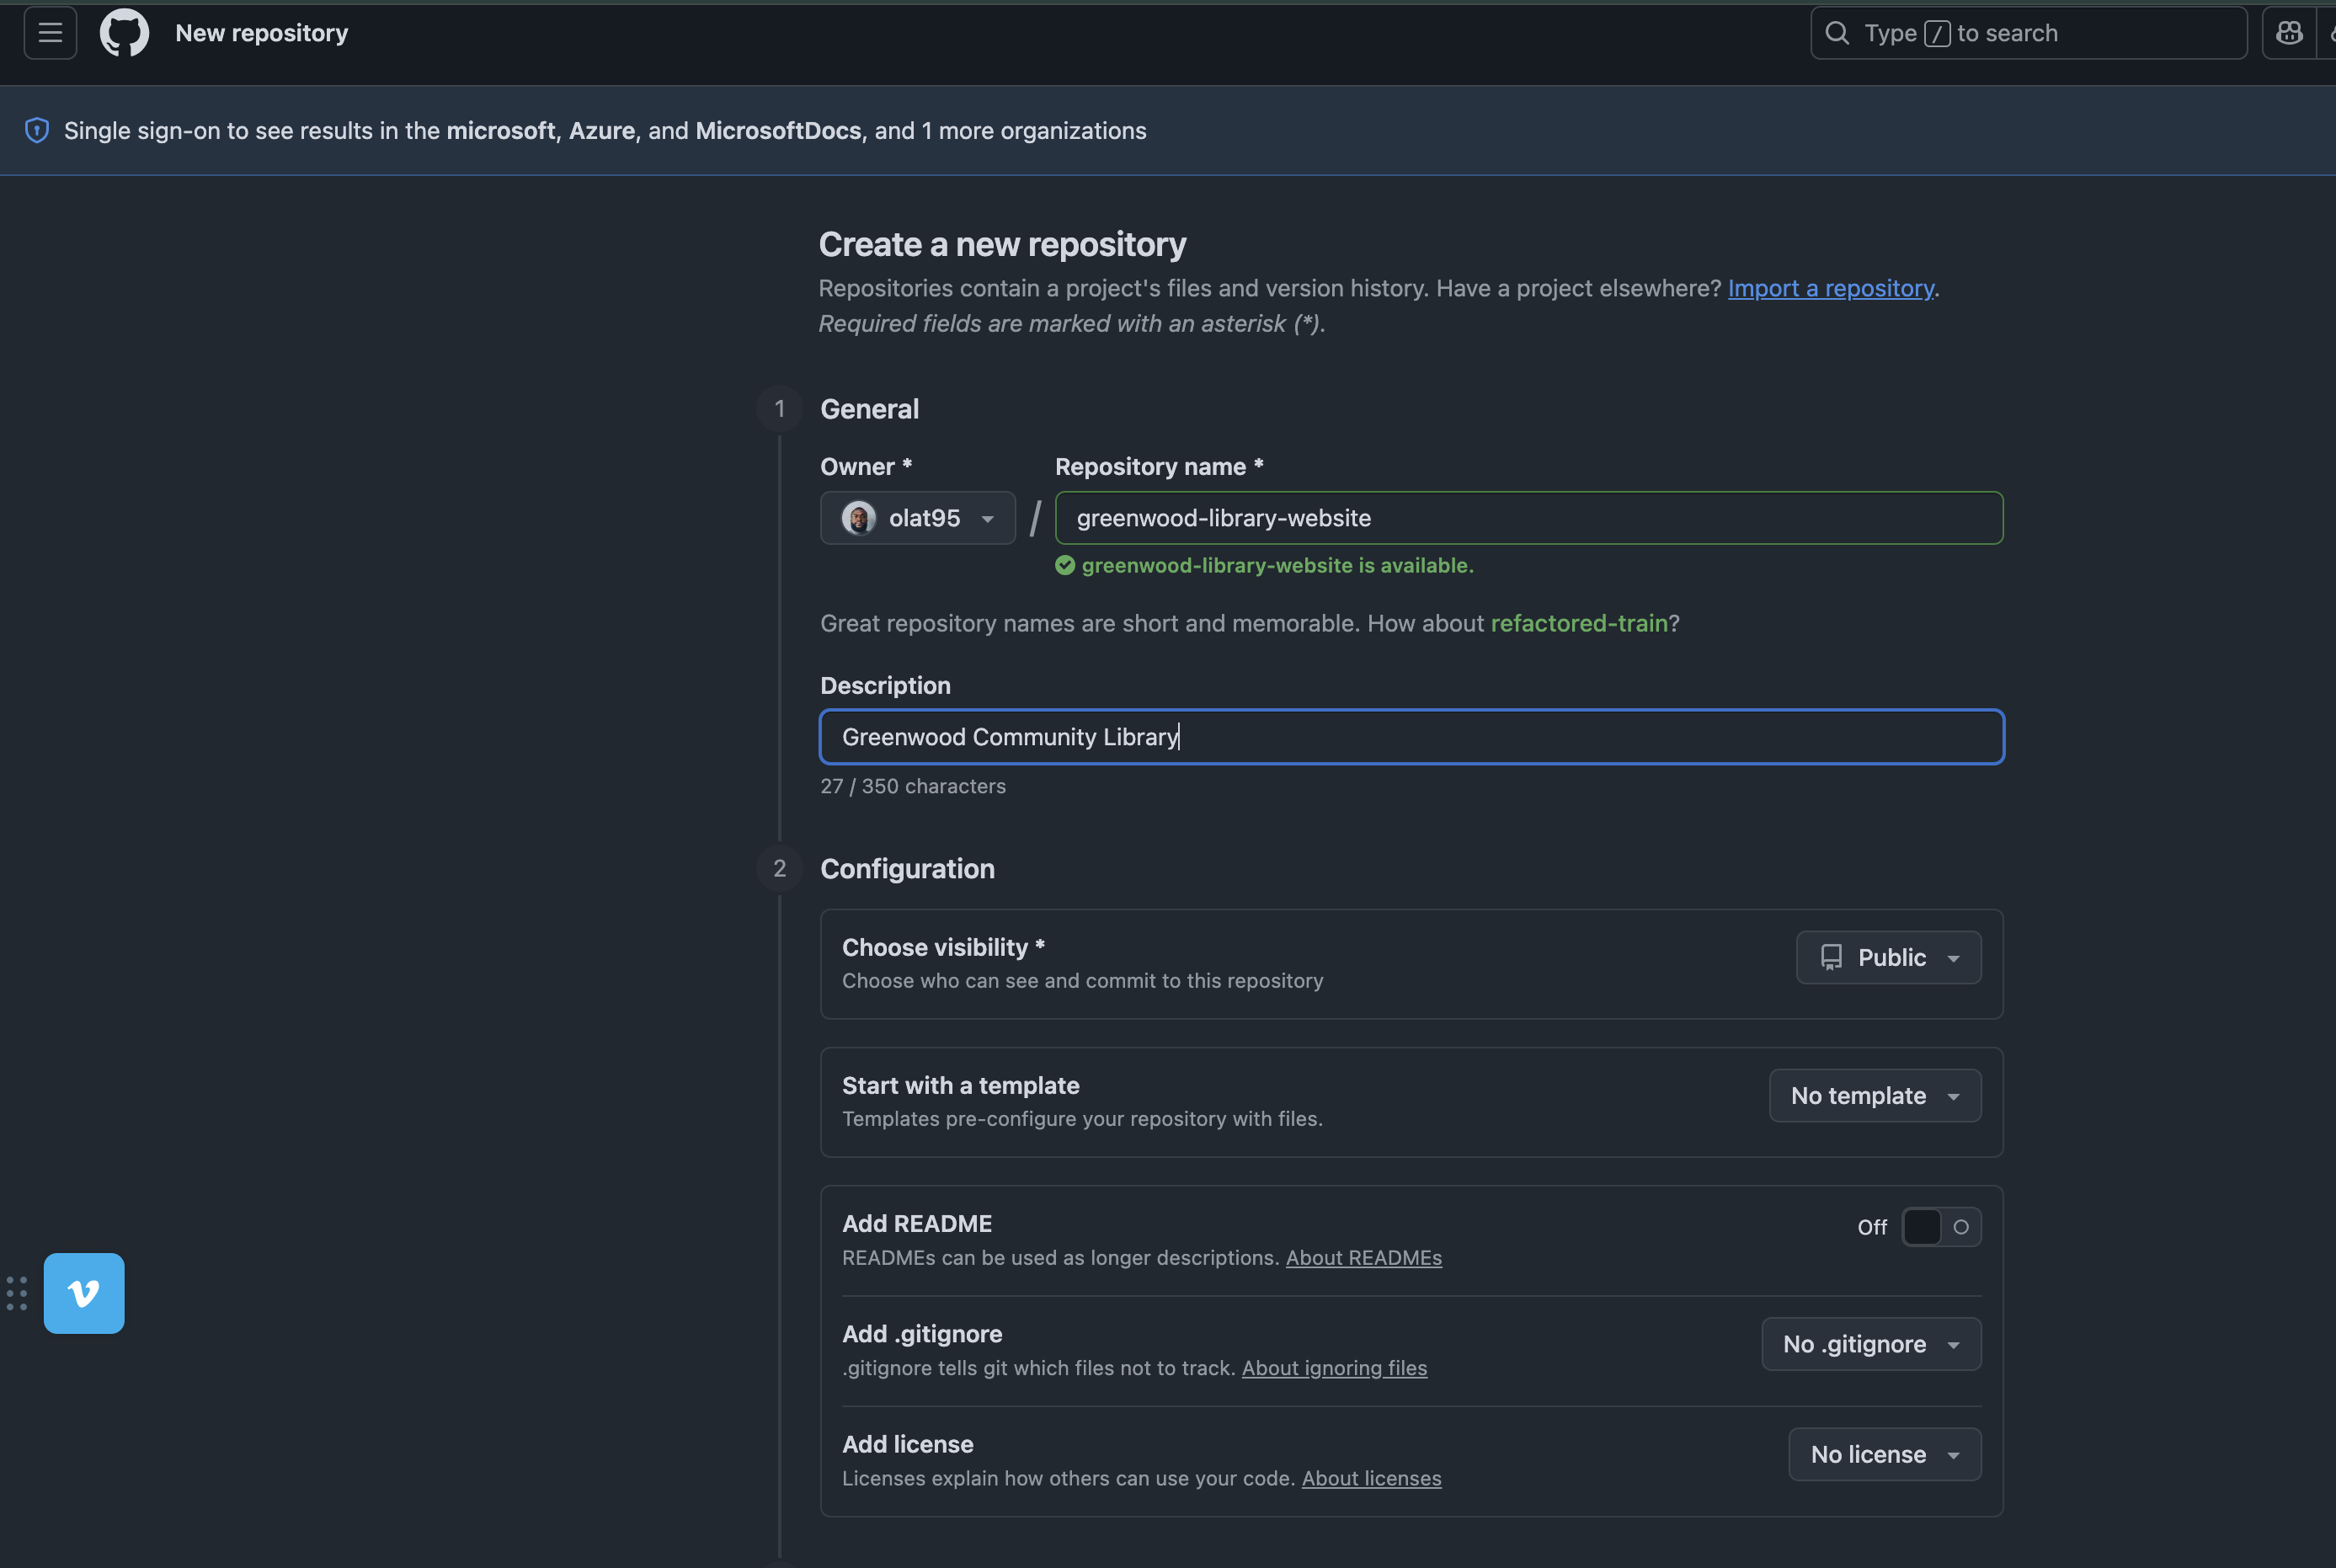 New repository
Type / to search
Single sign-on to see results in the microsoft, Azure, and MicrosoftDocs, and 1 more organizations
Create a new repository
Repositories contain a project's files and version history. Have a project elsewhere? Import a repository.
Required fields are marked with an asterisk (*).
1 General
Owner * Repository name *
olat95 / greenwood-library-website
greenwood-library-website is available.
Great repository names are short and memorable. How about refactored-train?
Description
Greenwood Community Library
27 / 350 characters
2 Configuration
Choose visibility *
Public
Choose who can see and commit to this repository
Start with a template
No template
Templates pre-configure your repository with files.
Add README
Off
READMEs can be used as longer descriptions. About READMEs
Add .gitignore
No .gitignore
.gitignore tells git which files not to track. About ignoring files
Add license
No license
Licenses explain how others can use your code. About licenses